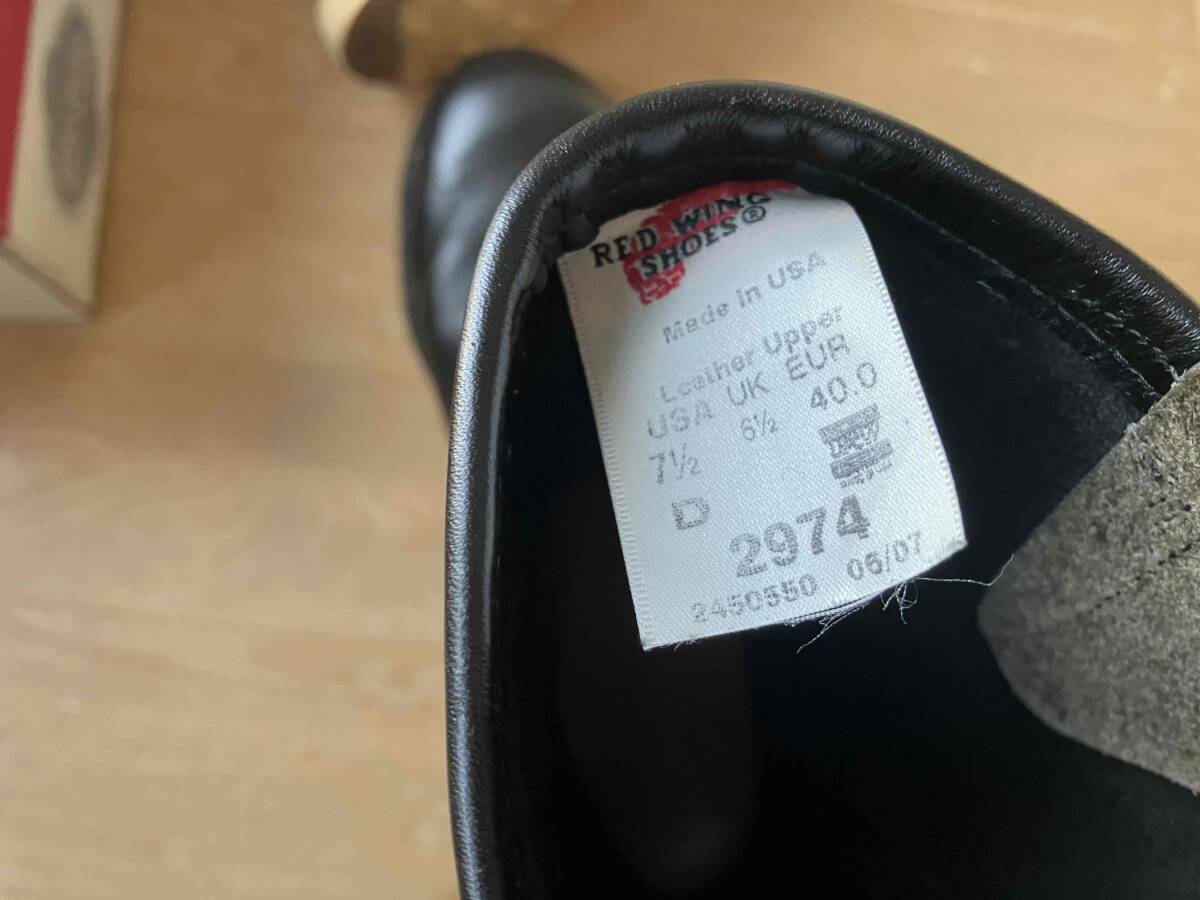 RED WING
SHOES®
Made in USA
Leather Upper
USA UK EUR
7½ 6½ 40.0
D
2974
2450550 06/07